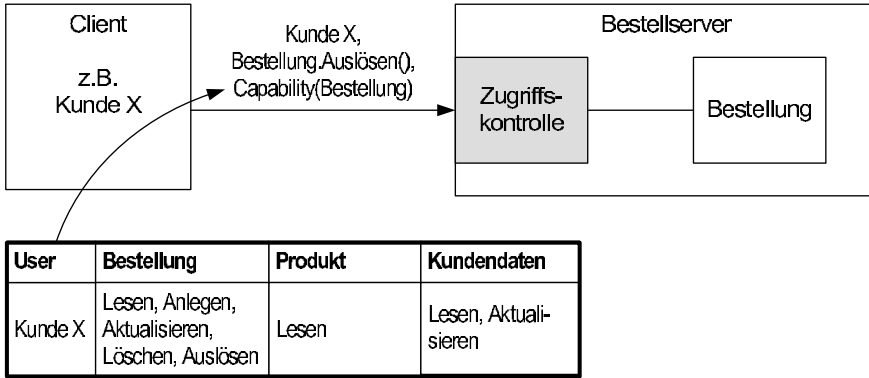 Client
z.B.
Kunde X
Kunde X,
Bestellung.Auslösen(),
Capability(Bestellung)
Bestellserver
Zugriffs-
kontrolle
Bestellung
User Bestellung Produkt Kundendaten
Kunde X
Lesen, Anlegen,
Aktualisieren,
Löschen, Auslösen
Lesen
Lesen, Aktuali-
sieren